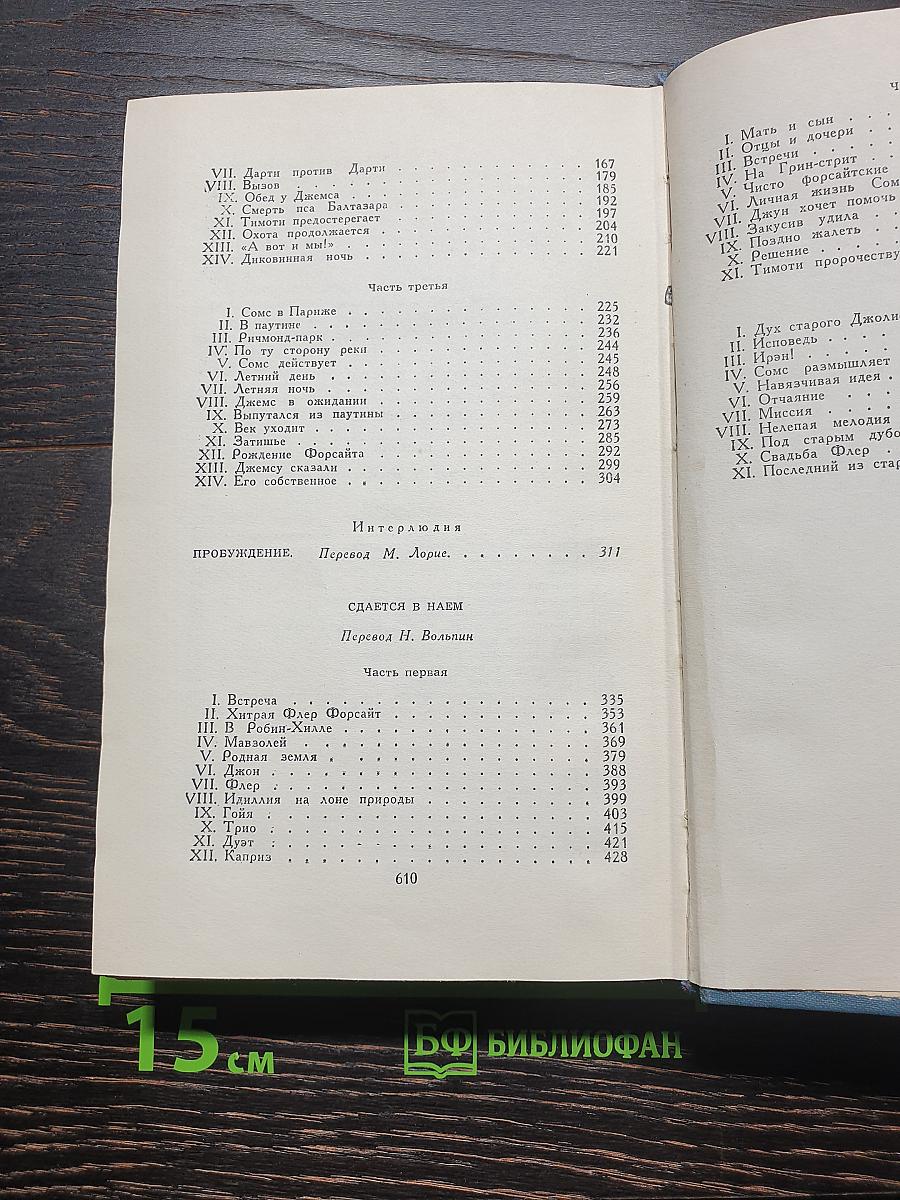 VII. Дарти против Дарти . . . . . . . . . . . . 167
VIII. Вызов . . . . . . . . . . . . 179
IX. Обед у Джемса . . . . . . . . . . . . 185
X. Смерть пса Балтазара . . . . . . . . . . . . 192
XI. Тимоти предостерегает . . . . . . . . . . . . 197
XII. Охота продолжается . . . . . . . . . . . . 204
XIII. «А вот и мы!» . . . . . . . . . . . . 210
XIV. Диковинная ночь . . . . . . . . . . . . 221
Часть третья
I. Сомс в Париже . . . . . . . . . . . . 225
II. В паутине . . . . . . . . . . . . 232
III. Ричмонд-парк . . . . . . . . . . . . 236
IV. По ту сторону реки . . . . . . . . . . . . 244
V. Сомс действует . . . . . . . . . . . . 245
VI. Летний день . . . . . . . . . . . . 248
VII. Летняя ночь . . . . . . . . . . . . 256
VIII. Джемс в ожидании . . . . . . . . . . . . 259
IX. Выпутался из паутины . . . . . . . . . . . . 263
X. Век уходит . . . . . . . . . . . . 273
XI. Затишье . . . . . . . . . . . . 285
XII. Рождение Форсайта . . . . . . . . . . . . 292
XIII. Джемсу сказали . . . . . . . . . . . . 299
XIV. Его собственное . . . . . . . . . . . . 304
Интерлюдия
ПРОБУЖДЕНИЕ. Перевод М. Лорие. . . . . . . . . 311
СДАЕТСЯ В НАЕМ
Перевод Н. Вольпин
Часть первая
I. Встреча . . . . . . . . . . . . 335
II. Хитрая Флер Форсайт . . . . . . . . . . . . 353
III. В Робин-Хилле . . . . . . . . . . . . 361
IV. Мавзолей . . . . . . . . . . . . 369
V. Родная земля . . . . . . . . . . . . 379
VI. Джон . . . . . . . . . . . . 388
VII. Флер . . . . . . . . . . . . 393
VIII. Идиллия на лоне природы . . . . . . . . . . . . 399
IX. Гойя . . . . . . . . . . . . 403
X. Трио . . . . . . . . . . . . 415
XI. Дуэт . . . . . . . . . . . . 421
XII. Каприз . . . . . . . . . . . . 428
610
I. Мать и сын . . .
II. Отцы и дочери . .
III. Встречи . . .
IV. На Грин-стрит . .
V. Чисто форсайтские
VI. Личная жизнь Сом
VII. Джун хочет помочь
VIII. Закусив удила . .
IX. Поздно жалеть . .
X. Решение . . .
XI. Тимоти пророчеству
I. Дух старого Джоли
II. Исповедь . . . .
III. Ирэн! . . . .
IV. Сомс размышляет
V. Навязчивая идея .
VI. Отчаяние . . .
VII. Миссия . . . .
VIII. Нелепая мелодия
IX. Под старым дубо
X. Свадьба Флер .
XI. Последний из стар
15 см
БФ БИБЛИОФАН